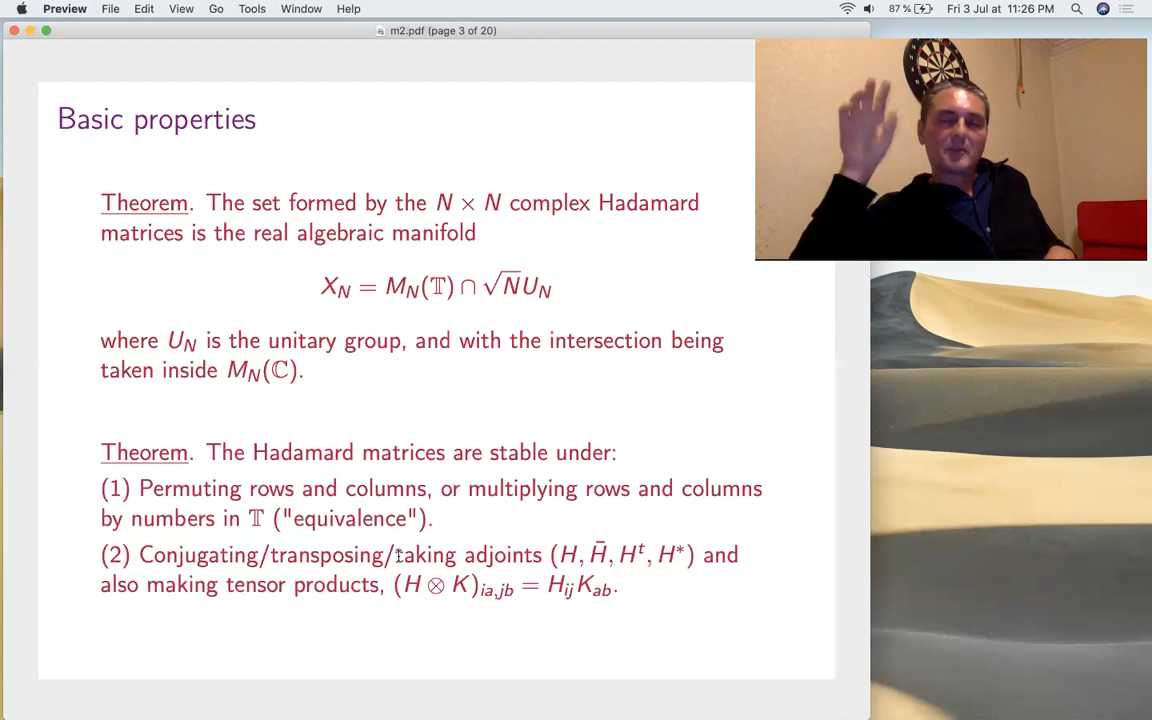 Preview File Edit View Go Tools Window Help 87 % Fri 3 Jul at 11:26 PM
m2.pdf (page 3 of 20)
Basic properties
Theorem. The set formed by the N × N complex Hadamard
matrices is the real algebraic manifold
X_N = M_N(𝕋) ∩ √N U_N
where U_N is the unitary group, and with the intersection being
taken inside M_N(ℂ).
Theorem. The Hadamard matrices are stable under:
(1) Permuting rows and columns, or multiplying rows and columns
by numbers in 𝕋 ("equivalence").
(2) Conjugating/transposing/taking adjoints (H, H̄, Hᵗ, H*) and
also making tensor products, (H ⊗ K)_{ia,jb} = H_{ij}K_{ab}.